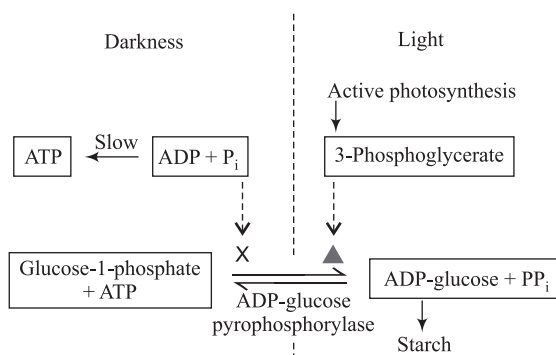 Darkness
Light
Active photosynthesis
ATP
Slow
ADP + Pi
3-Phosphoglycerate
X
Glucose-1-phosphate
+ ATP
ADP-glucose
pyrophosphorylase
ADP-glucose + PPi
Starch